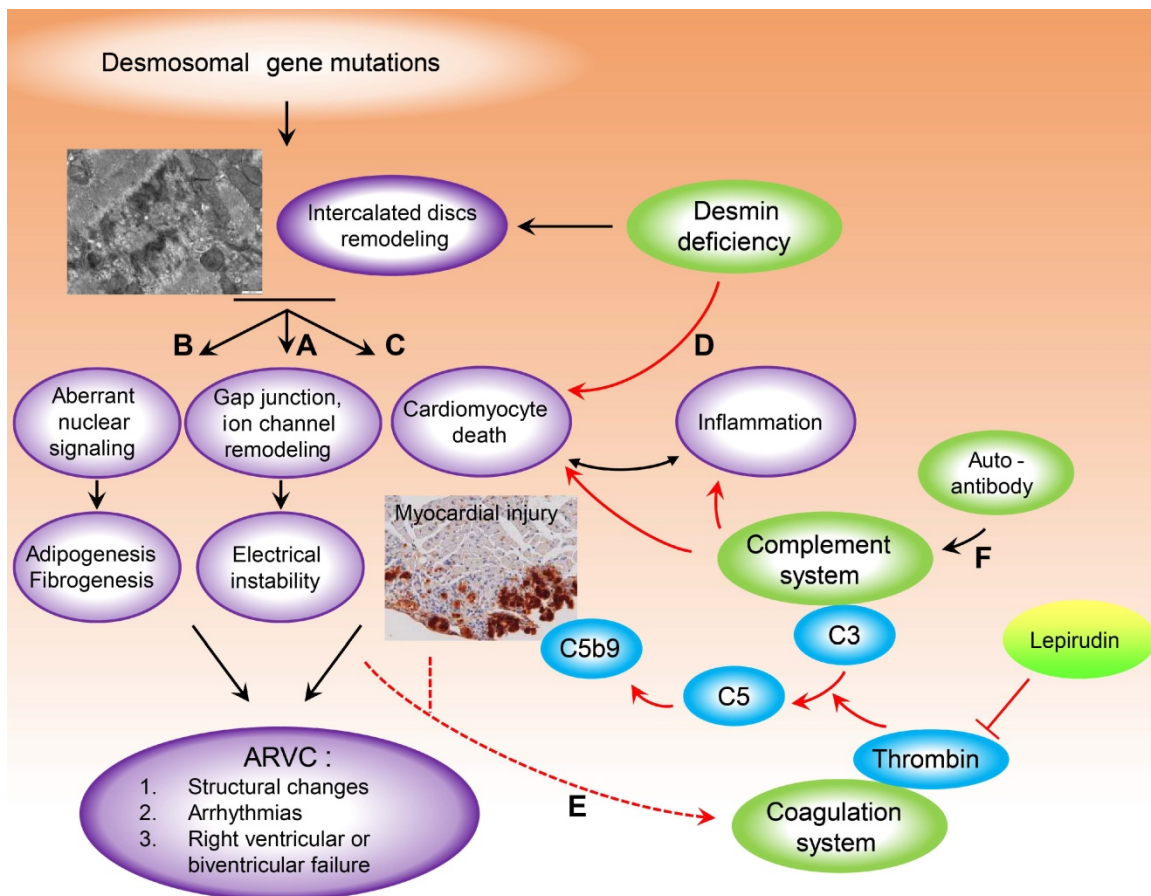 Desmosomal gene mutations
Intercalated discs
remodeling
Desmin
deficiency
B
A
C
D
Aberrant
nuclear
signaling
Gap junction,
ion channel
remodeling
Cardiomyocyte
death
Inflammation
Auto -
antibody
Adipogenesis
Fibrogenesis
Electrical
instability
Myocardial injury
Complement
system
F
C3
C5b9
C5
Lepirudin
Thrombin
Coagulation
system
E
ARVC :
1. Structural changes
2. Arrhythmias
3. Right ventricular or
biventricular failure